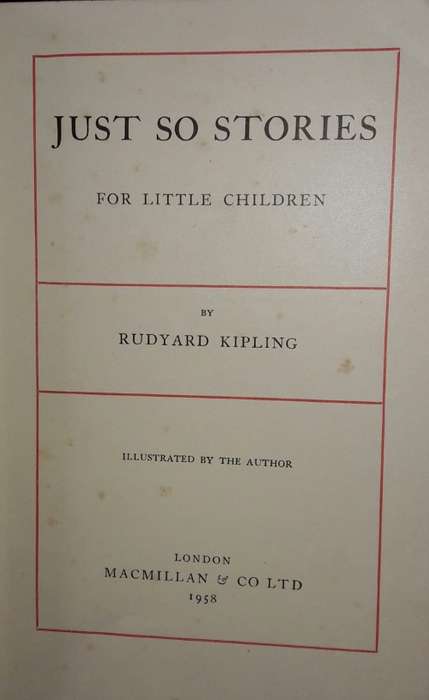 JUST SO STORIES
FOR LITTLE CHILDREN
BY
RUDYARD KIPLING
ILLUSTRATED BY THE AUTHOR
LONDON
MACMILLAN & CO LTD
1958